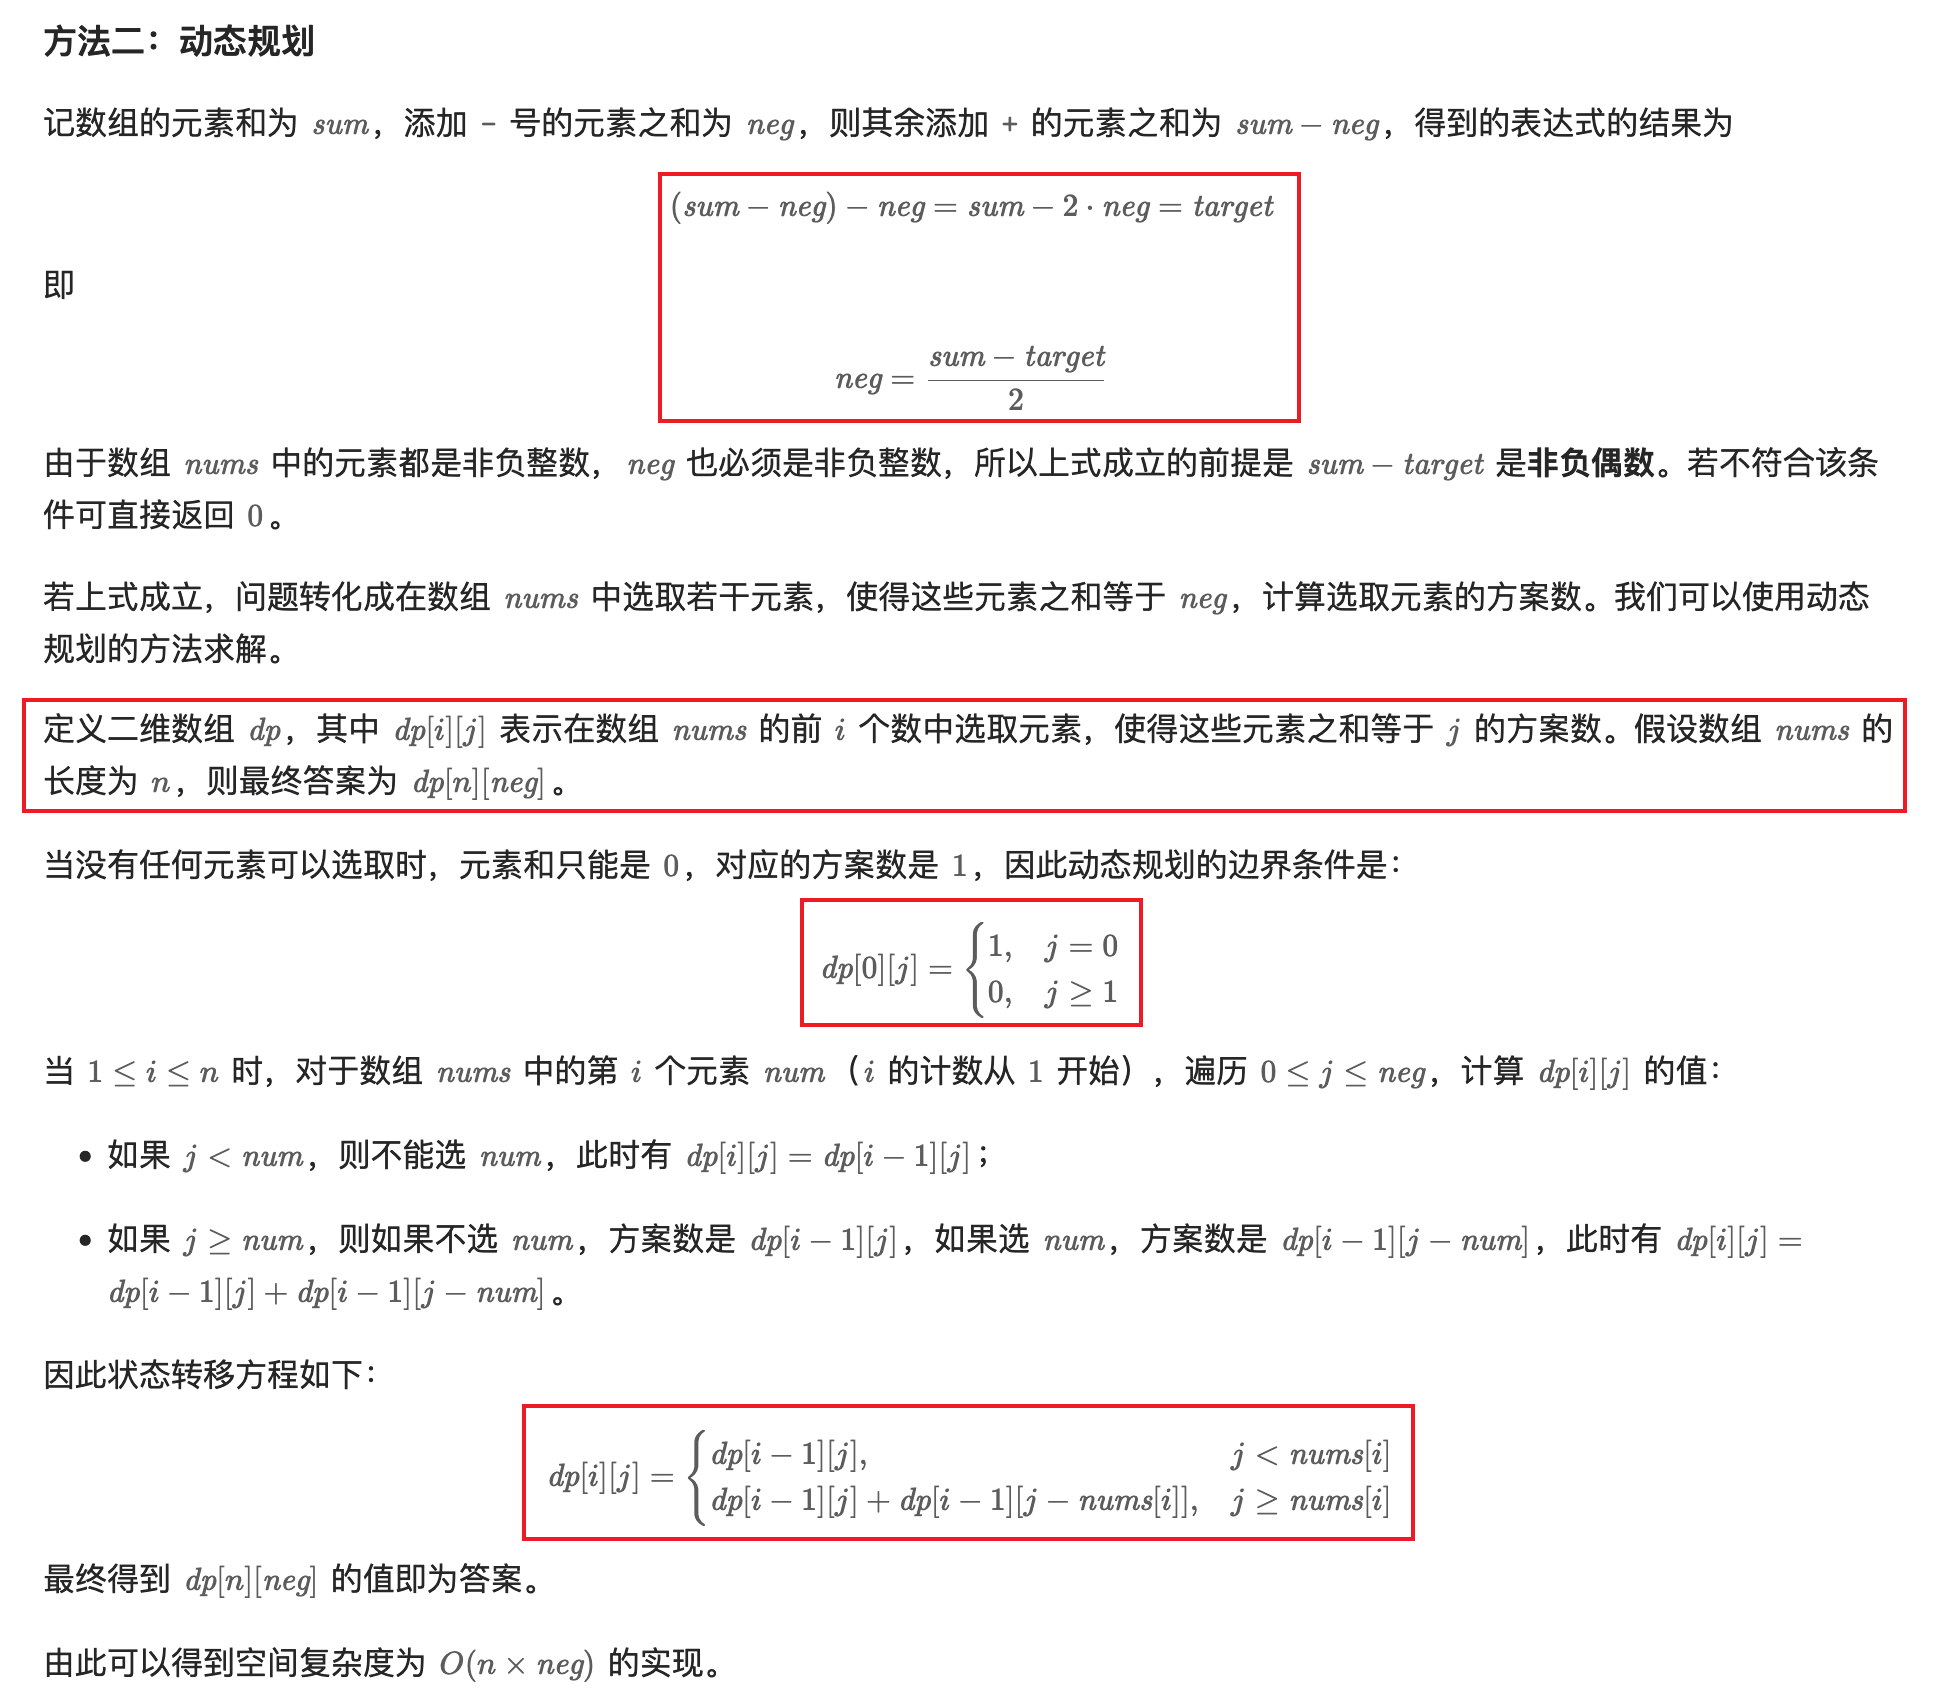 方法二：动态规划
记数组的元素和为 sum，添加 - 号的元素之和为 neg，则其余添加 + 的元素之和为 sum − neg，得到的表达式的结果为
(sum − neg) − neg = sum − 2 · neg = target
即
neg = \frac{sum − target}{2}
由于数组 nums 中的元素都是非负整数，neg 也必须是非负整数，所以上式成立的前提是 sum − target 是非负偶数。若不符合该条
件可直接返回 0。
若上式成立，问题转化成在数组 nums 中选取若干元素，使得这些元素之和等于 neg，计算选取元素的方案数。我们可以使用动态
规划的方法求解。
定义二维数组 dp，其中 dp[i][j] 表示在数组 nums 的前 i 个数中选取元素，使得这些元素之和等于 j 的方案数。假设数组 nums 的
长度为 n，则最终答案为 dp[n][neg]。
当没有任何元素可以选取时，元素和只能是 0，对应的方案数是 1，因此动态规划的边界条件是：
dp[0][j] = { 1, j = 0
0, j ≥ 1
当 1 ≤ i ≤ n 时，对于数组 nums 中的第 i 个元素 num（i 的计数从 1 开始），遍历 0 ≤ j ≤ neg，计算 dp[i][j] 的值：
• 如果 j < num，则不能选 num，此时有 dp[i][j] = dp[i − 1][j]；
• 如果 j ≥ num，则如果不选 num，方案数是 dp[i − 1][j]，如果选 num，方案数是 dp[i − 1][j − num]，此时有 dp[i][j] =
dp[i − 1][j] + dp[i − 1][j − num]。
因此状态转移方程如下：
dp[i][j] = { dp[i − 1][j], j < nums[i]
dp[i − 1][j] + dp[i − 1][j − nums[i]], j ≥ nums[i]
最终得到 dp[n][neg] 的值即为答案。
由此可以得到空间复杂度为 O(n × neg) 的实现。